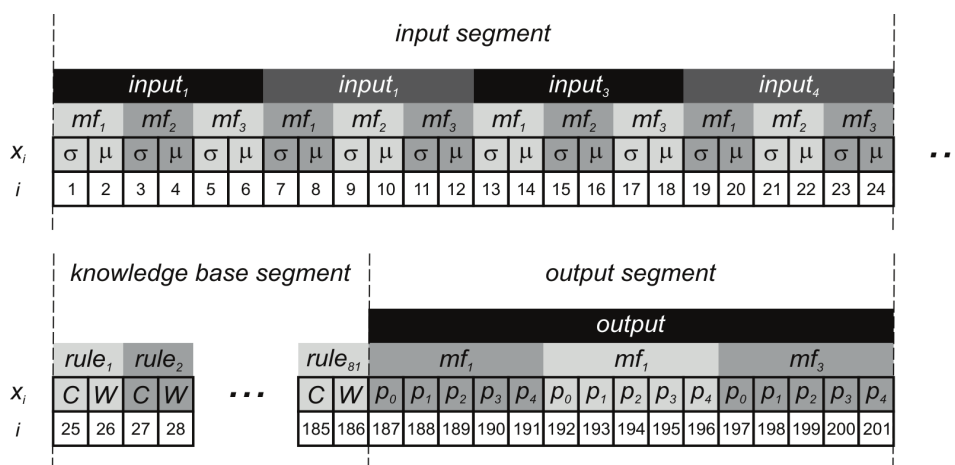 input segment
input₁ input₁ input₃ input₄
mf₁ mf₂ mf₃ mf₁ mf₂ mf₃ mf₁ mf₂ mf₃ mf₁ mf₂ mf₃
xᵢ σ μ σ μ σ μ σ μ σ μ σ μ σ μ σ μ σ μ σ μ σ μ σ μ ..
i 1 2 3 4 5 6 7 8 9 10 11 12 13 14 15 16 17 18 19 20 21 22 23 24
knowledge base segment output segment
output
rule₁ rule₂ rule₈₁ mf₁ mf₁ mf₃
xᵢ C W C W ... C W p₀ p₁ p₂ p₃ p₄ p₀ p₁ p₂ p₃ p₄ p₀ p₁ p₂ p₃ p₄
i 25 26 27 28 185 186 187 188 189 190 191 192 193 194 195 196 197 198 199 200 201